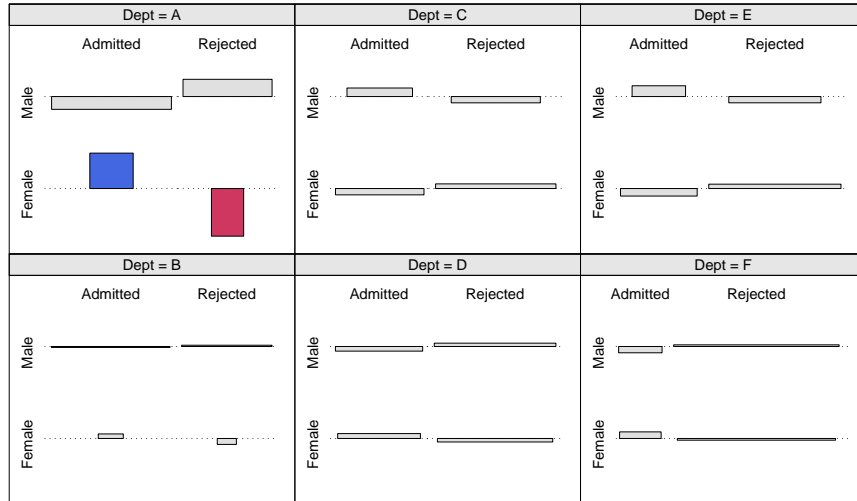 Dept = A
Admitted Rejected
Male
Female
Dept = C
Admitted Rejected
Male
Female
Dept = E
Admitted Rejected
Male
Female
Dept = B
Admitted Rejected
Male
Female
Dept = D
Admitted Rejected
Male
Female
Dept = F
Admitted Rejected
Male
Female